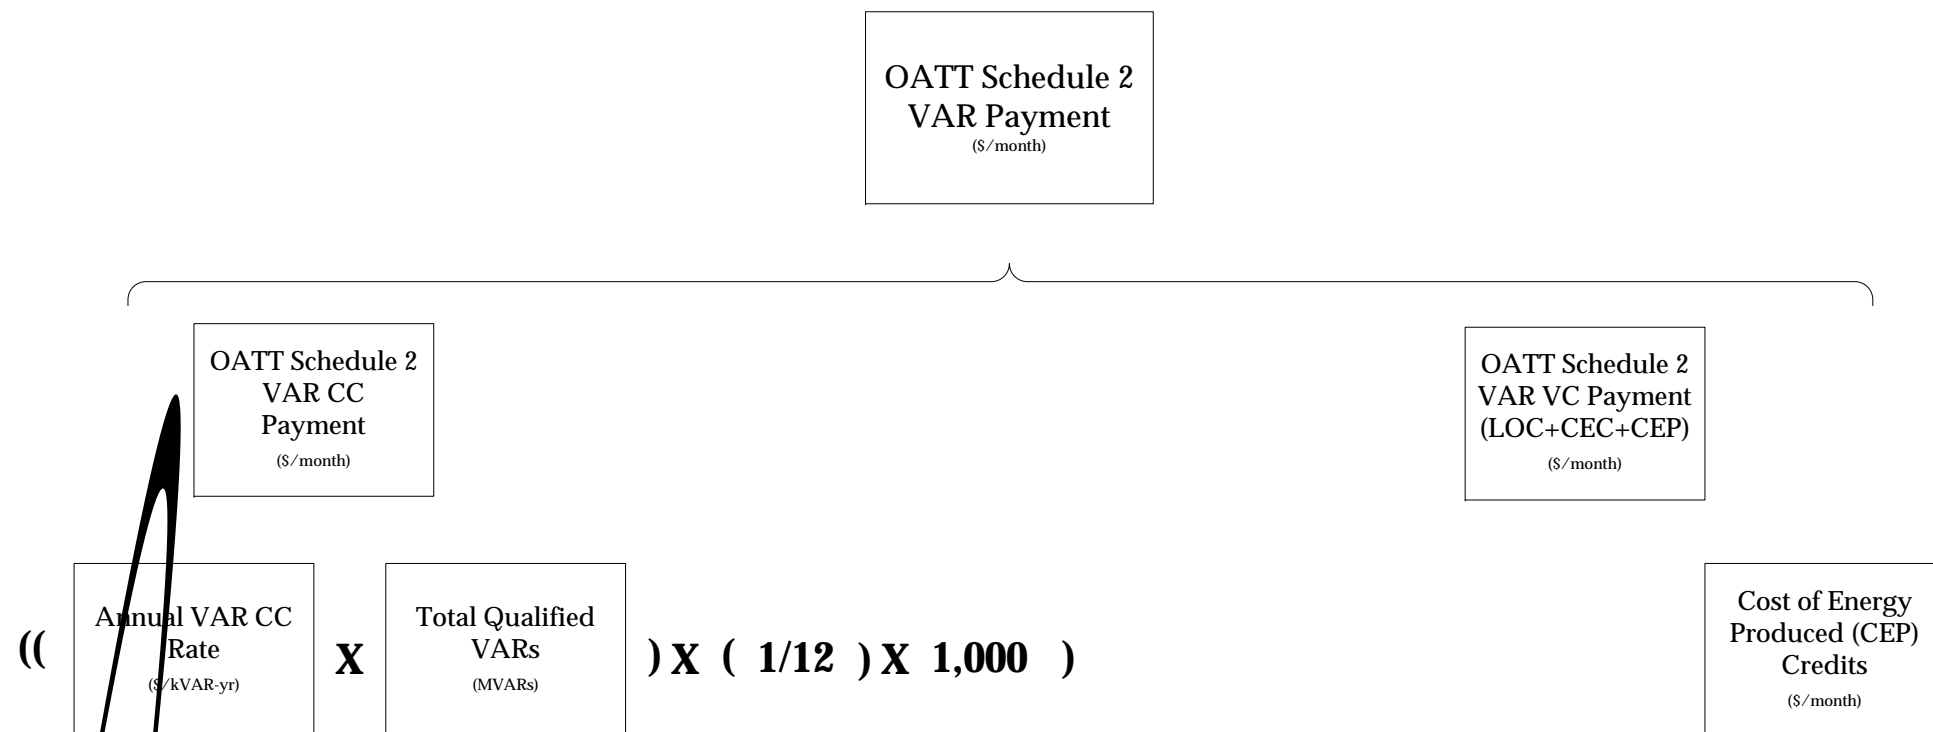 OATT Schedule 2
VAR Payment
($/month)
OATT Schedule 2
VAR CC
Payment
($/month)
OATT Schedule 2
VAR VC Payment
(LOC+CEC+CEP)
($/month)
((
Annual VAR CC
Rate
($/kVAR-yr)
X
Total Qualified
VARs
(MVARs)
) X ( 1/12 ) X 1,000 )
Cost of Energy
Produced (CEP)
Credits
($/month)